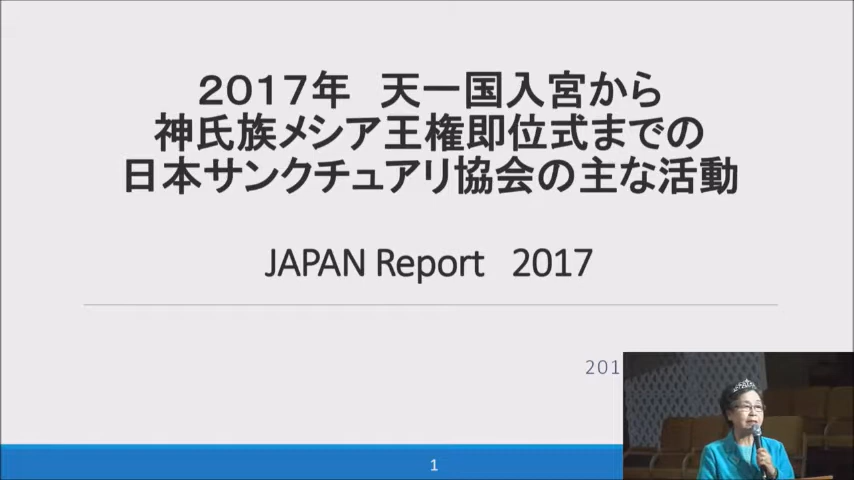 ２０１７年　天一国入宮から
神氏族メシア王権即位式までの
日本サンクチュアリ協会の主な活動
JAPAN Report 2017
201
1